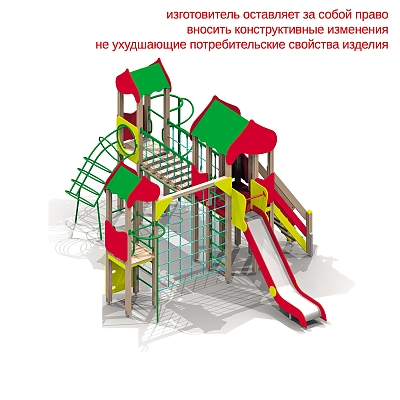 изготовитель оставляет за собой право
вносить конструктивные изменения
не ухудшающие потребительские свойства изделия